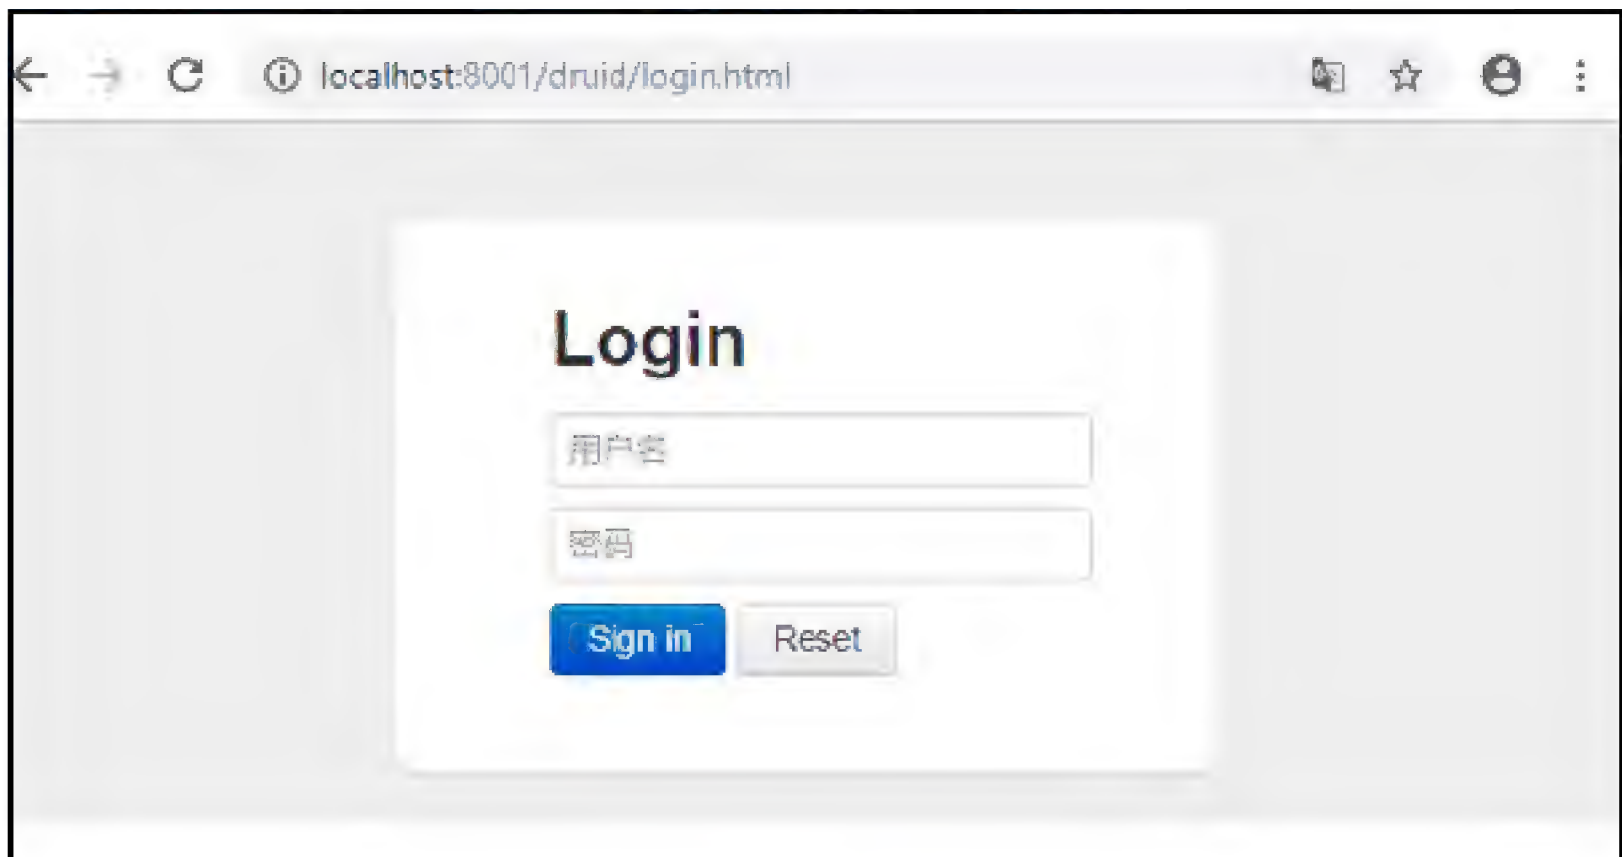 localhost:8001/druid/login.html
Login
用户名
密码
Sign in Reset